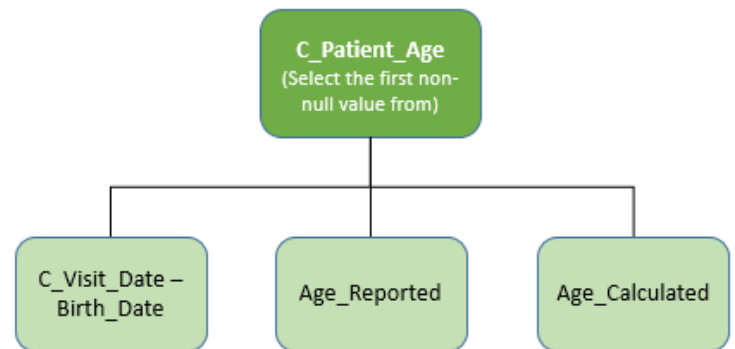 C_Patient_Age
(Select the first non-
null value from)
C_Visit_Date –
Birth_Date
Age_Reported
Age_Calculated